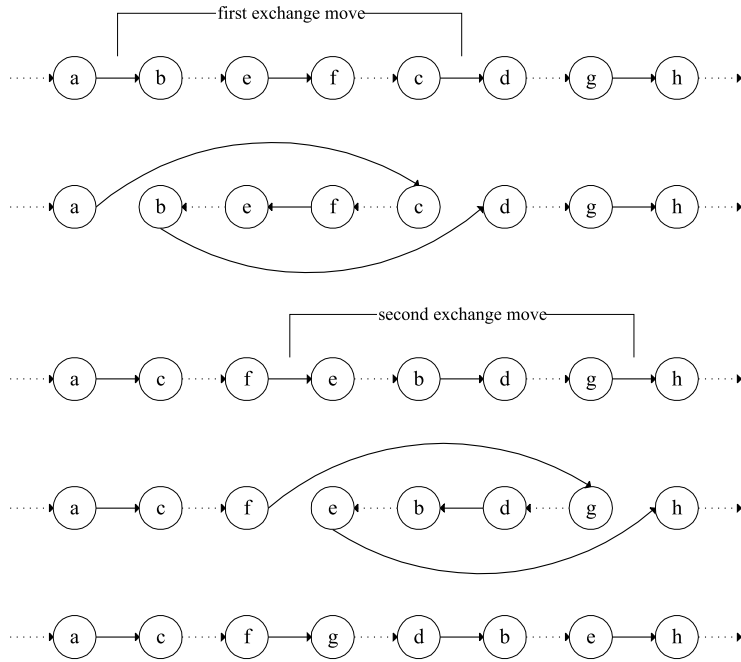 first exchange move
a b e f c d g h
a b e f c d g h
second exchange move
a c f e b d g h
a c f e b d g h
a c f g d b e h